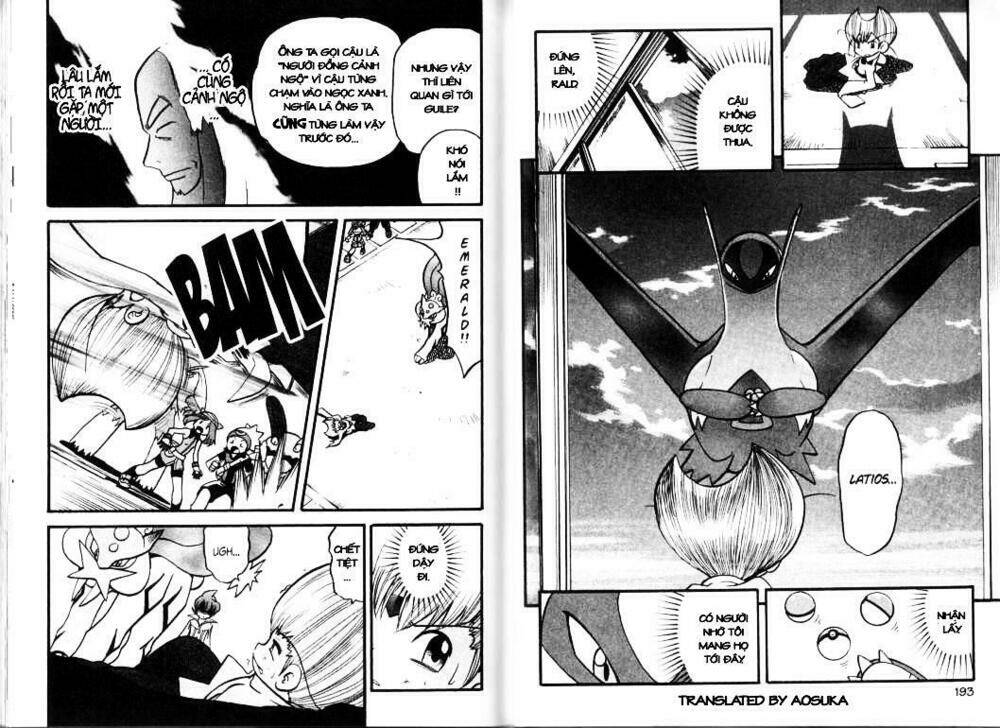 NHƯNG VẬY
THÌ LIÊN
QUAN GÌ TỚI
GUILE?
KHÓ
NÓI
LẮM
!!
ÔNG TA GỌI CẬU LÀ
"NGƯỜI ĐỒNG CẢNH
NGỘ" VÌ CẬU TỪNG
CHẠM VÀO NGỌC XANH.
NGHĨA LÀ ÔNG TA
CŨNG TỪNG LÀM VẬY
TRƯỚC ĐÓ...
... CÓ
CÙNG
CẢNH NGỘ
...
LÂU LẮM
RỒI TA MỚI
GẶP MỘT
NGƯỜI...
EMERALD!!
BAM
ĐỨNG
DẬY
ĐI.
CHẾT
TIỆT
...
UGH...
ĐỨNG
LÊN,
RALD.
CẬU
KHÔNG
ĐƯỢC
THUA.
LATIOS...
NHẬN
LẤY
CÓ NGƯỜI
NHỜ TÔI
MANG HỌ
TỚI ĐÂY
TRANSLATED BY AOSUKA
193